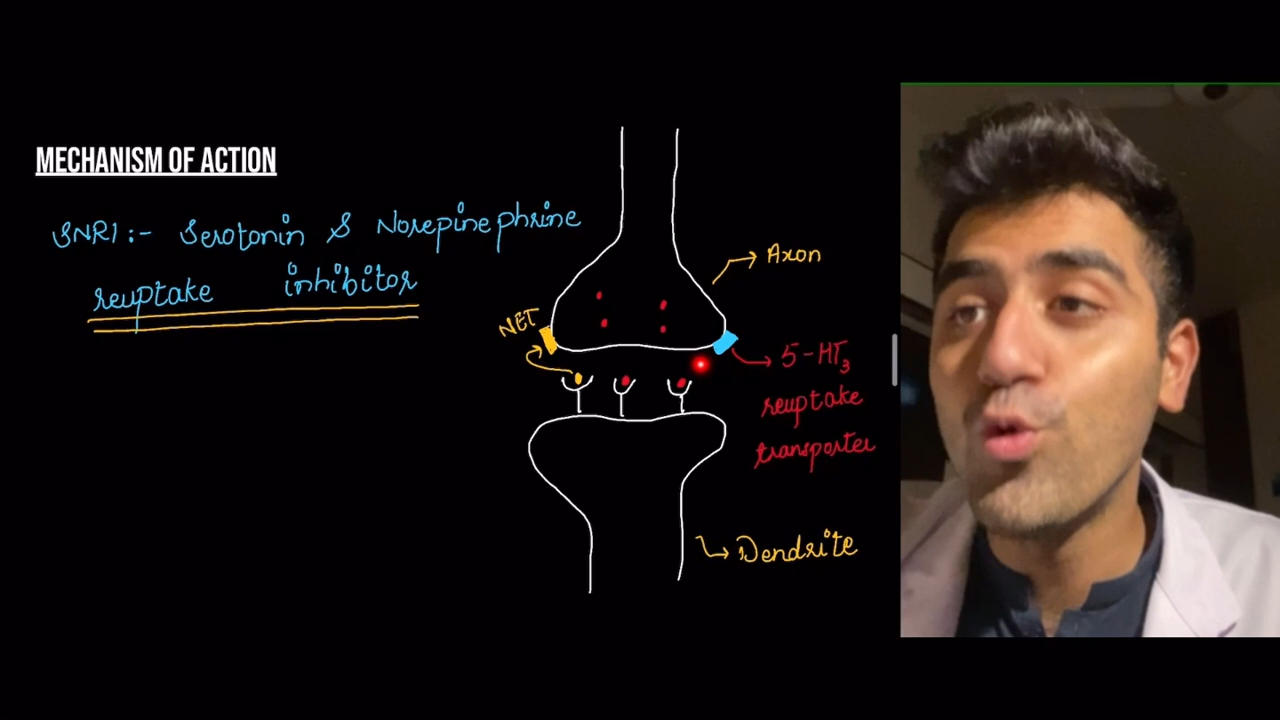 MECHANISM OF ACTION
SNRI:- Serotonin & Norepinephrine
reuptake inhibitor
Axon
NET
5-HT₃
reuptake
transporter
Dendrite